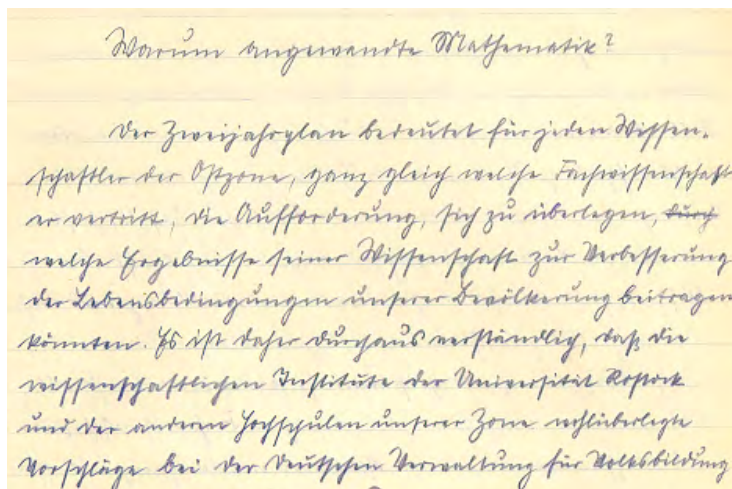 Warum angewandte Mathematik?
Der Zweijahrplan bedeutet für jeden Wissen-
schaftler der Ostzone, ganz gleich welche Fachwissenschaft
er vertritt, die Aufforderung, sich zu überlegen, durch
welche Ergebnisse seiner Wissenschaft zur Verbesserung
der Lebensbedingungen unserer Bevölkerung beitragen
könnten. Es ist daher durchaus verständlich, daß die
wissenschaftlichen Institute der Universität Rostock
und der anderen Hochschulen unserer Zone wohlüberlegte
Vorschläge bei der Deutschen Verwaltung für Volksbildung